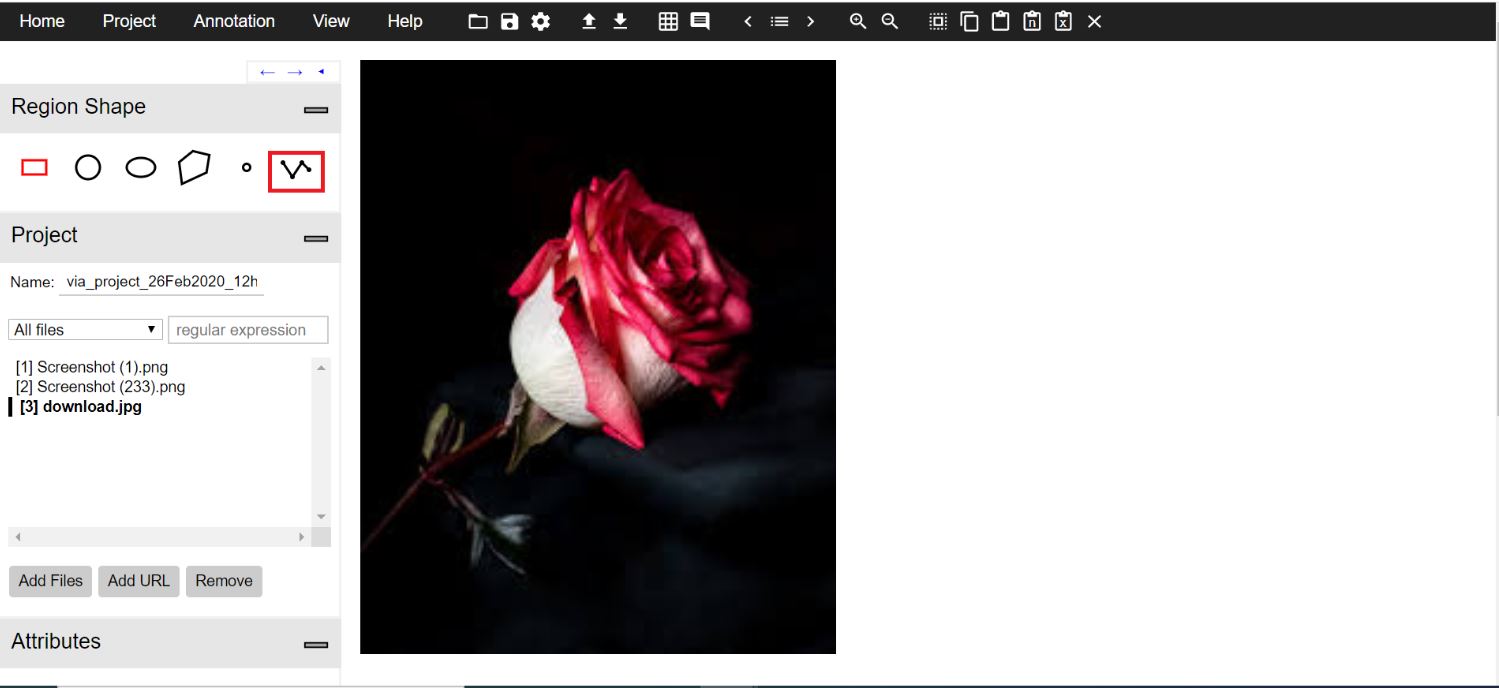 Home Project Annotation View Help
Region Shape
Project
Name: via_project_26Feb2020_12h
All files regular expression
[1] Screenshot (1).png
[2] Screenshot (233).png
[3] download.jpg
Add Files Add URL Remove
Attributes